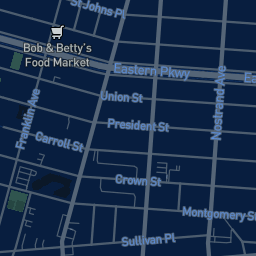 St Johns Pl
Bob & Betty's
Food Market
Eastern Pkwy
Ea
Union St
Franklin Ave
President St
Nostrand Ave
Carroll St
Crown St
Montgomery S
Sullivan Pl